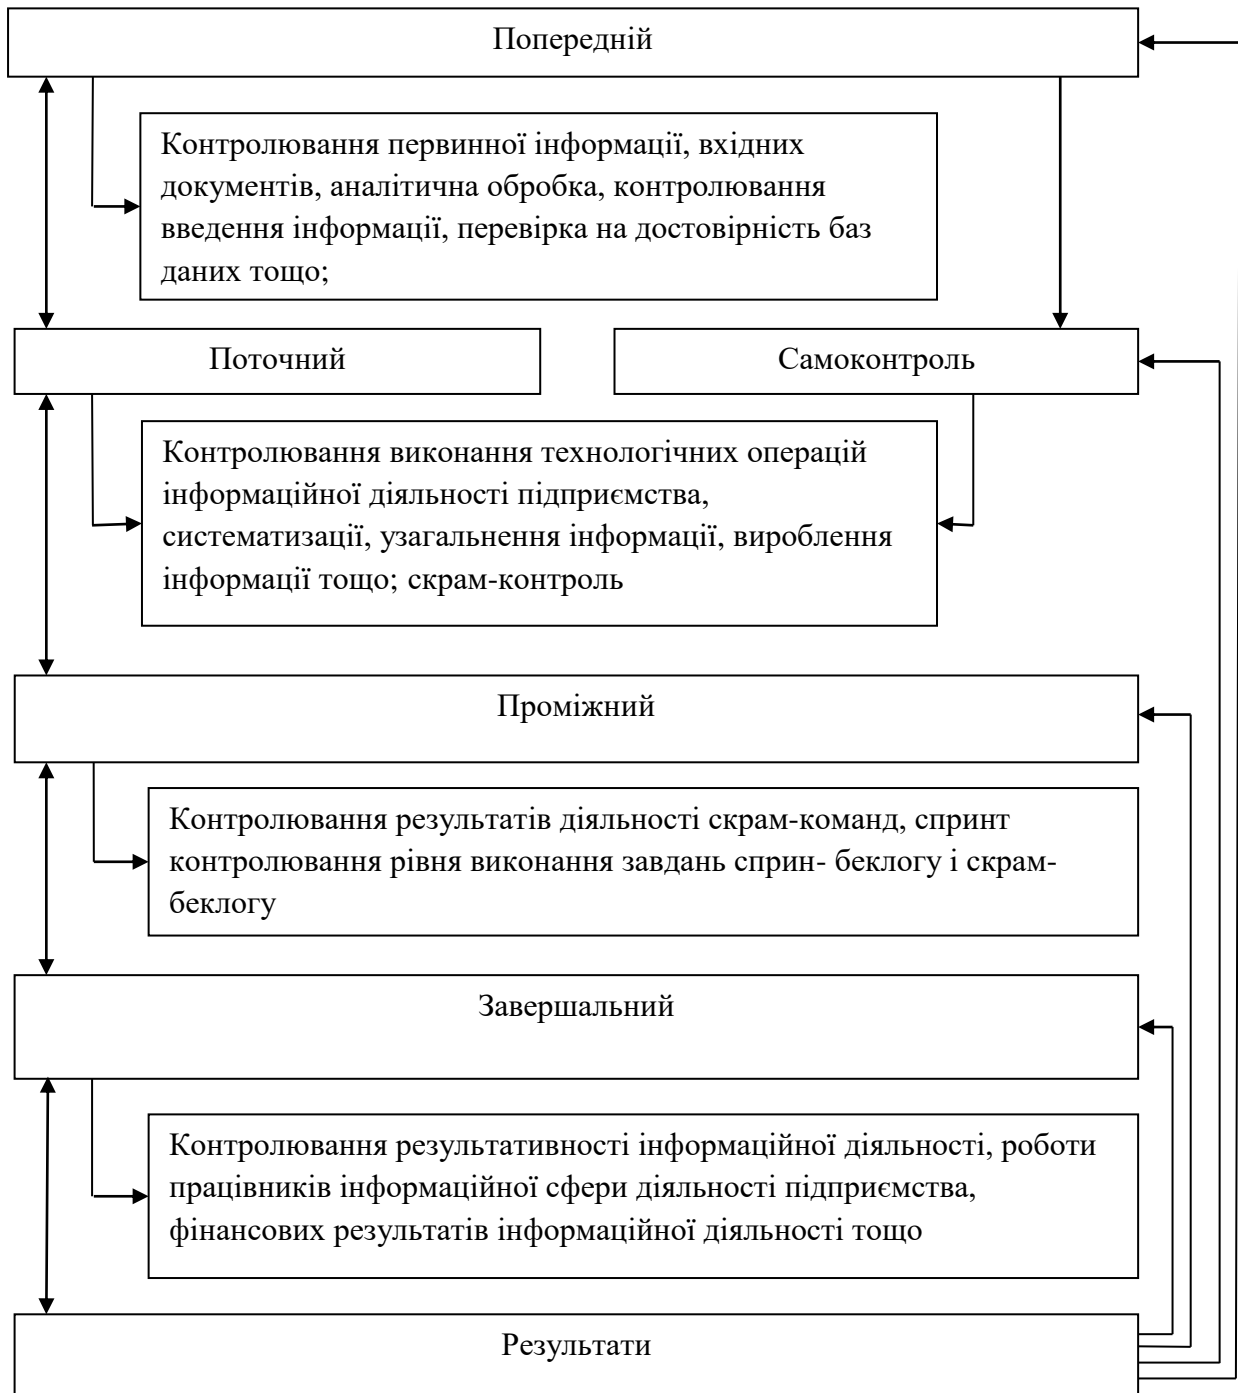 Попередній
Контролювання первинної інформації, вхідних
документів, аналітична обробка, контролювання
введення інформації, перевірка на достовірність баз
даних тощо;
Поточний
Самоконтроль
Контролювання виконання технологічних операцій
інформаційної діяльності підприємства,
систематизації, узагальнення інформації, вироблення
інформації тощо; скрам-контроль
Проміжний
Контролювання результатів діяльності скрам-команд, спринт
контролювання рівня виконання завдань сприн- беклогу і скрам-
беклогу
Завершальний
Контролювання результативності інформаційної діяльності, роботи
працівників інформаційної сфери діяльності підприємства,
фінансових результатів інформаційної діяльності тощо
Результати